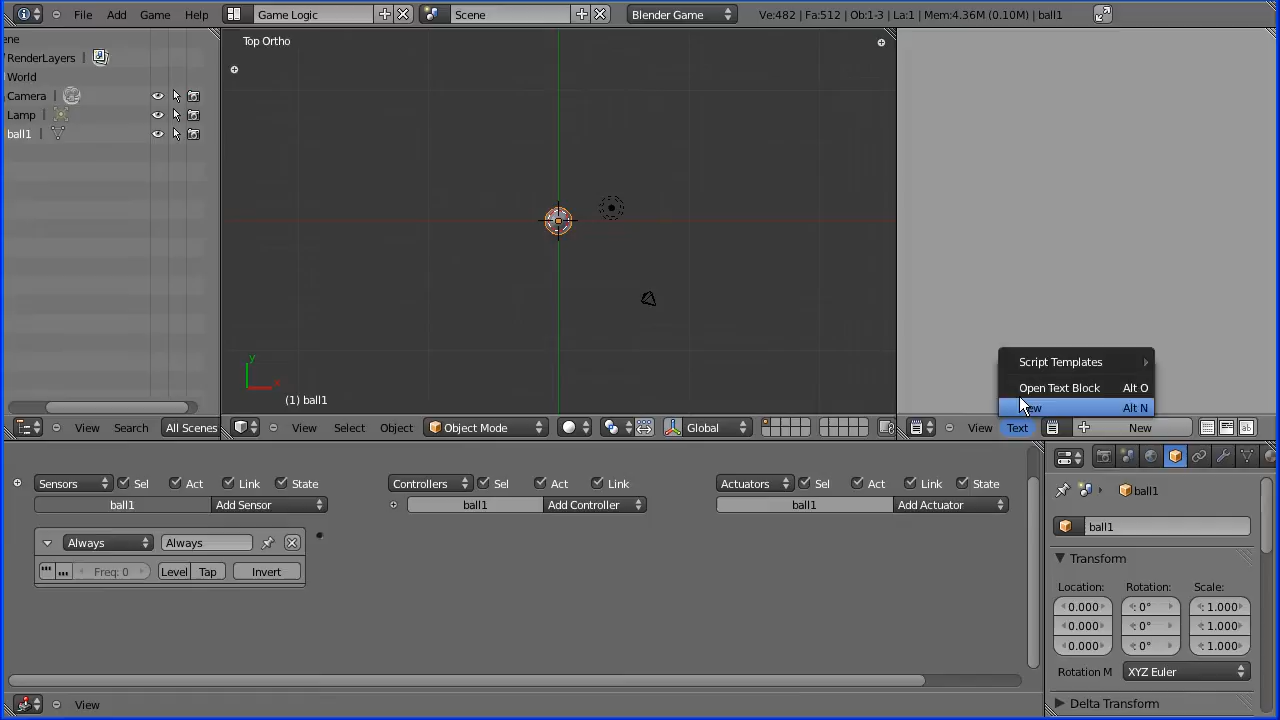 File Add Game Help Game Logic Scene Blender Game Ve:482 | Fa:512 | Ob:1-3 | La:1 | Mem:4.36M (0.10M) | ball1
ene
RenderLayers |
World
Camera |
Lamp |
ball1 |
Top Ortho
y
x
(1) ball1
Script Templates
Open Text Block Alt O
Alt N
View Search All Scenes
View Select Object Object Mode Global
View Text New
Sensors Sel Act Link State
ball1 Add Sensor
Always Always
Freq: 0 Level Tap Invert
Controllers Sel Act Link
ball1 Add Controller
Actuators Sel Act Link State
ball1 Add Actuator
View
ball1
ball1
Transform
Location: Rotation: Scale:
0.000 : 0° : 1.000
0.000 : 0° : 1.000
0.000 : 0° : 1.000
Rotation M XYZ Euler
Delta Transform